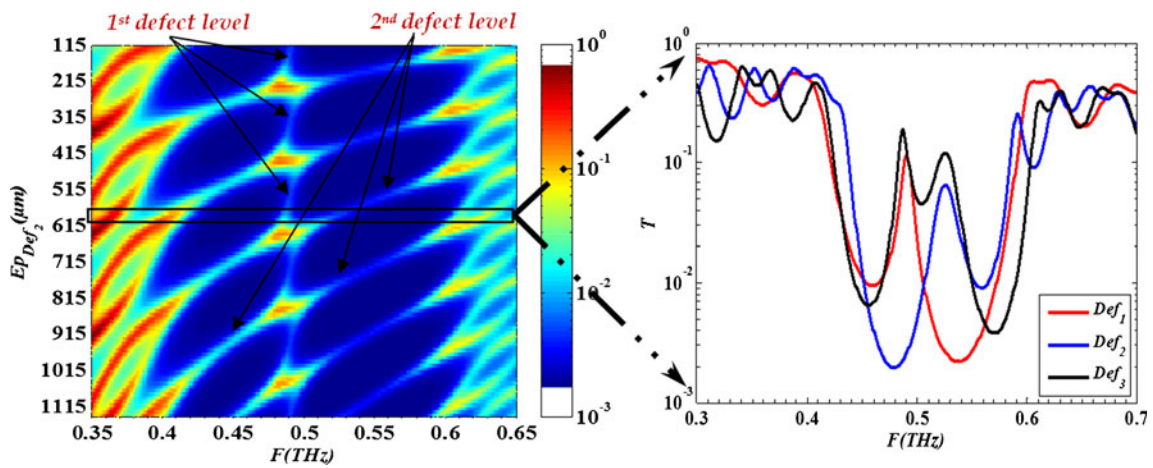 1st defect level
2nd defect level
115
215
315
415
515
615
715
815
915
1015
1115
EpDef2(μm)
0.35 0.4 0.45 0.5 0.55 0.6 0.65
F(THz)
10^0
10^-1
10^-2
10^-3
10^0
10^-1
10^-2
10^-3
T
0.3 0.4 0.5 0.6 0.7
F(THz)
Def1
Def2
Def3